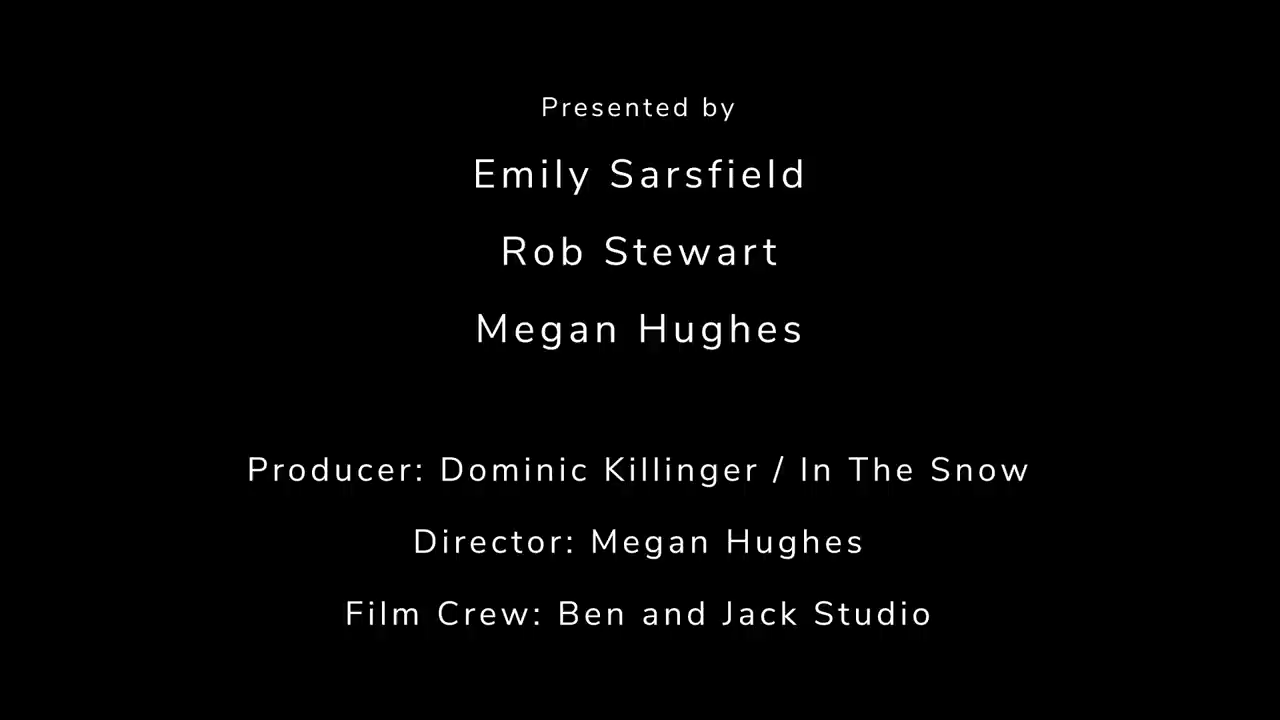 Presented by
Emily Sarsfield
Rob Stewart
Megan Hughes
Producer: Dominic Killinger / In The Snow
Director: Megan Hughes
Film Crew: Ben and Jack Studio